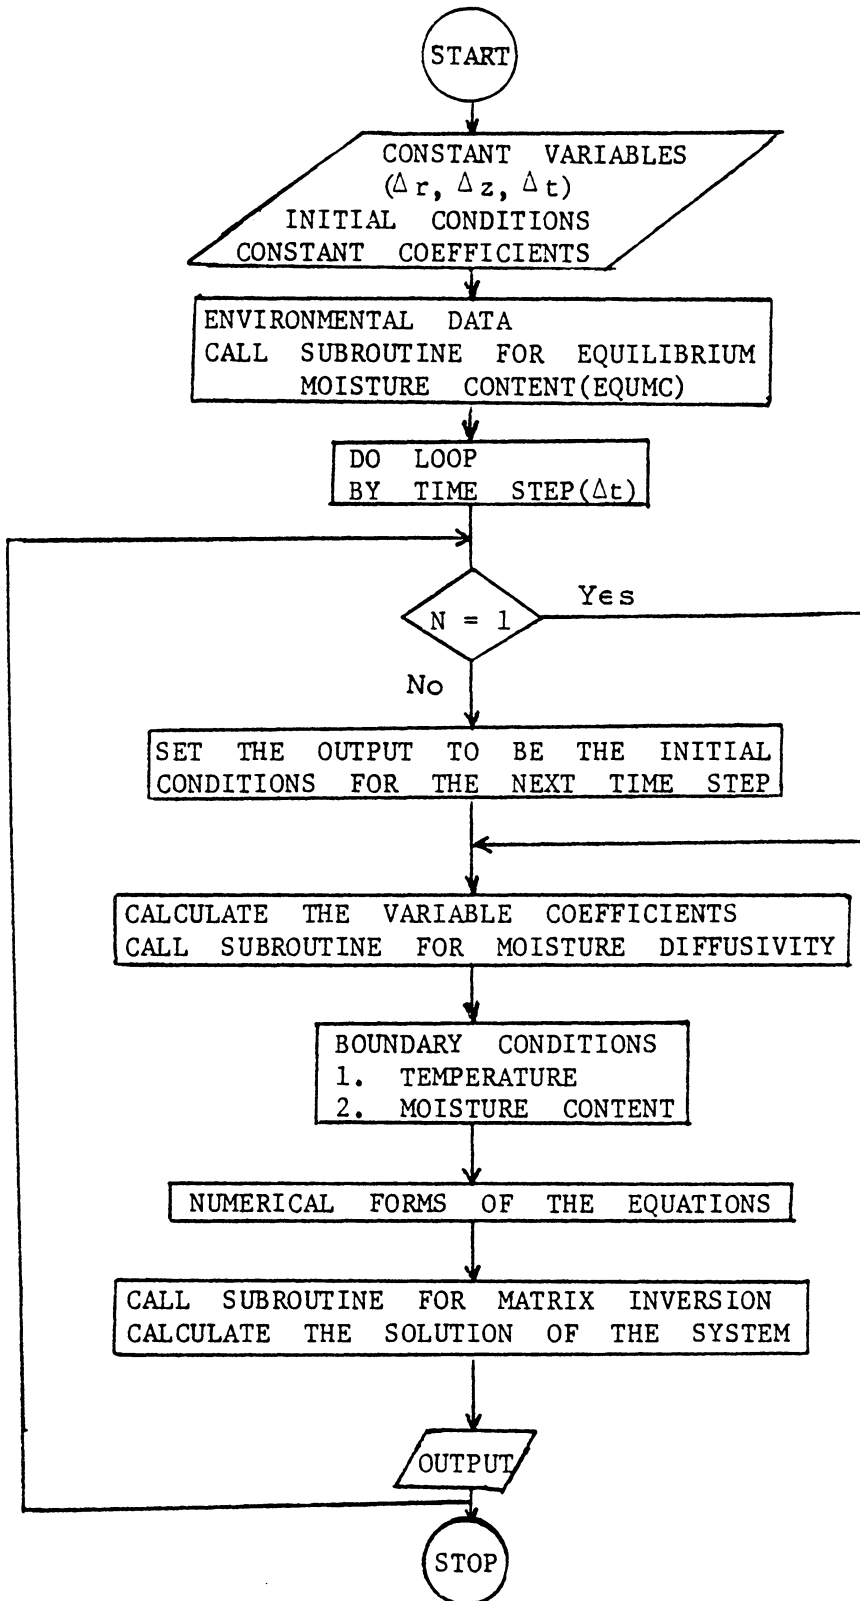 START
CONSTANT VARIABLES
(Δr, Δz, Δt)
INITIAL CONDITIONS
CONSTANT COEFFICIENTS
ENVIRONMENTAL DATA
CALL SUBROUTINE FOR EQUILIBRIUM
MOISTURE CONTENT(EQUMC)
DO LOOP
BY TIME STEP(Δt)
N = 1
Yes
No
SET THE OUTPUT TO BE THE INITIAL
CONDITIONS FOR THE NEXT TIME STEP
CALCULATE THE VARIABLE COEFFICIENTS
CALL SUBROUTINE FOR MOISTURE DIFFUSIVITY
BOUNDARY CONDITIONS
1. TEMPERATURE
2. MOISTURE CONTENT
NUMERICAL FORMS OF THE EQUATIONS
CALL SUBROUTINE FOR MATRIX INVERSION
CALCULATE THE SOLUTION OF THE SYSTEM
OUTPUT
STOP